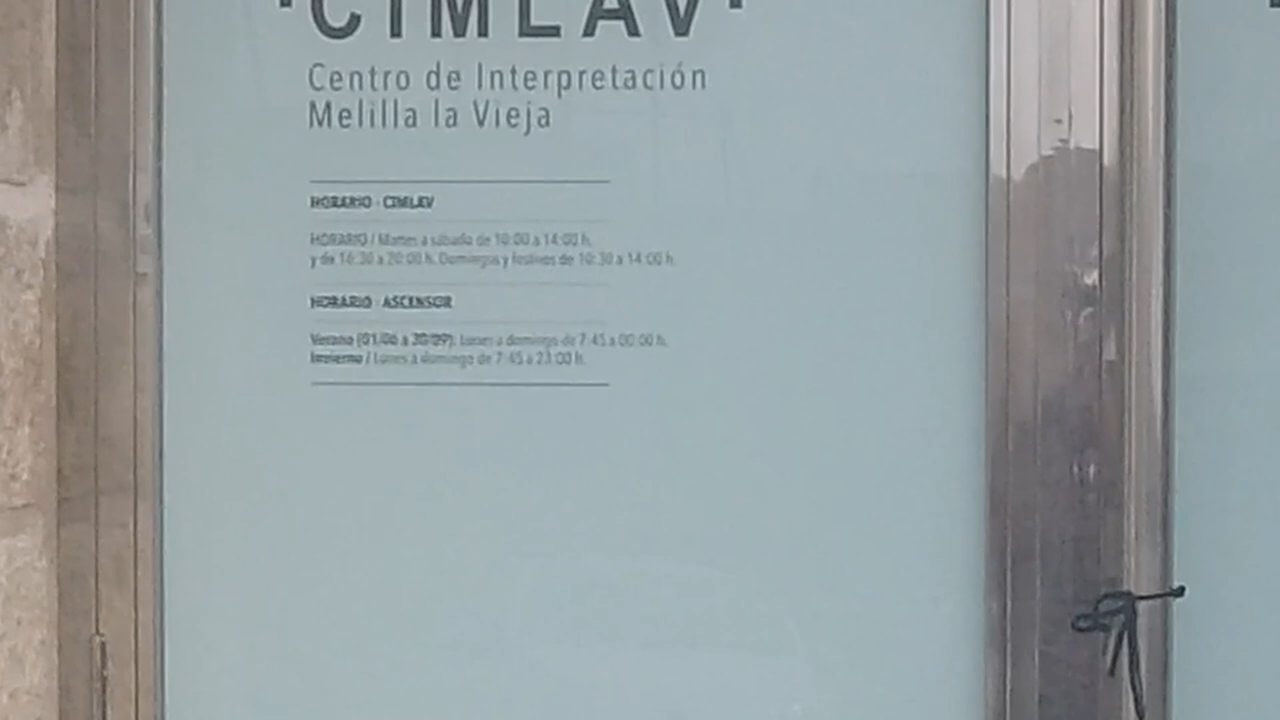 ·CIMLAV·
Centro de Interpretación
Melilla la Vieja
HORARIO · CIMLAV
HORARIO / Martes a sábado de 10:00 a 14:00 h.
y de 16:30 a 20:00 h. Domingos y festivos de 10:30 a 14:00 h.
HORARIO · ASCENSOR
Verano (01/06 a 30/09): Lunes a domingo de 7:45 a 00:00 h.
Invierno / Lunes a domingo de 7:45 a 23:00 h.